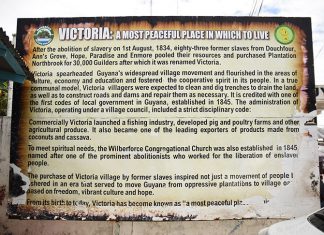 VICTORIA: A MOST PEACEFUL PLACE IN WHICH TO LIVE
After the abolition of slavery on 1st August, 1834, eighty-three former slaves from Douchfour,
Ann's Grove, Hope, Paradise and Enmore pooled their resources and purchased Plantation
Northbrook for 30,000 Guilders after which it was renamed Victoria.
Victoria spearheaded Guyana's widespread village movement and flourished in the areas of
culture, economy and education and fostered the cooperative spirit in its people. In a true
communal model, Victoria villagers were expected to clean and dig trenches to drain the land,
as well as to construct roads and dams and repair them as necessary. It is credited with one of
the first codes of local government in Guyana, established in 1845. The administration of
Victoria, operating under a village council, included a strict disciplinary code:
Commercially Victoria launched a fishing industry, developed pig and poultry farms and other
agricultural produce. It also became one of the leading exporters of products made from
coconuts and cassava.
To meet spiritual needs, the Wilberforce Congregational Church was also established in 1845
named after one of the prominent abolitionists who worked for the liberation of enslaved
people.
The purchase of Victoria village by former slaves inspired not just a movement of people
shered in an era that served to move Guyana from oppressive plantations to village or
based on freedom, vibrant culture and hope.
From its birth to today, Victoria has become known as "a most peaceful pla